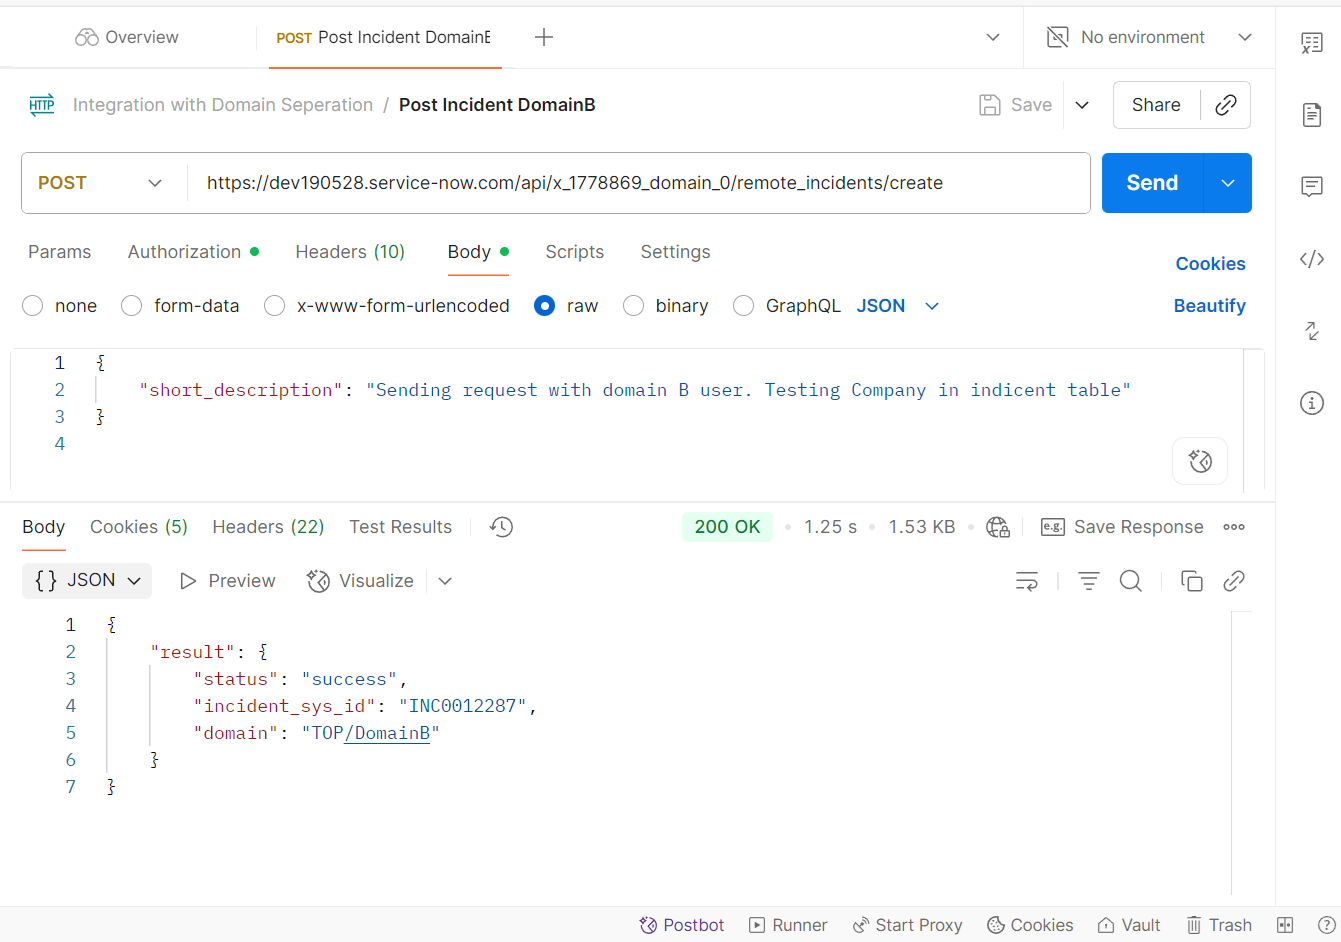 Overview
POST Post Incident DomainE
No environment
HTTP Integration with Domain Seperation / Post Incident DomainB
Save
Share
POST https://dev190528.service-now.com/api/x_1778869_domain_0/remote_incidents/create
Send
Params Authorization Headers (10) Body Scripts Settings
Cookies
none form-data x-www-form-urlencoded raw binary GraphQL JSON
Beautify
1 {
2 "short_description": "Sending request with domain B user. Testing Company in indicent table"
3 }
4
Body Cookies (5) Headers (22) Test Results
200 OK 1.25 s 1.53 KB e.g. Save Response
{} JSON Preview Visualize
1 {
2 "result": {
3 "status": "success",
4 "incident_sys_id": "INC0012287",
5 "domain": "TOP/DomainB"
6 }
7 }
Postbot Runner Start Proxy Cookies Vault Trash